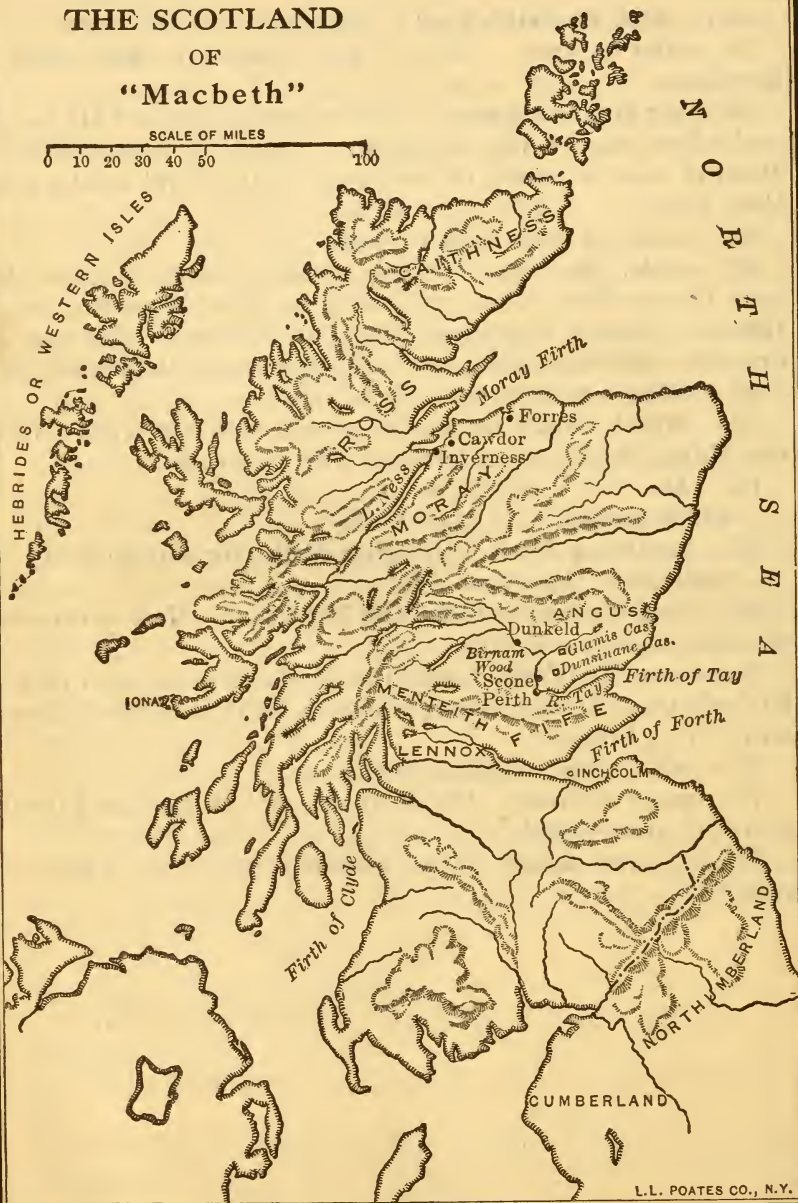 THE SCOTLAND
OF
"Macbeth"
SCALE OF MILES
0 10 20 30 40 50 100
HEBRIDES OR WESTERN ISLES
NORTH SEA
CAITHNESS
ROSS
Moray Firth
Forres
Cawdor
Inverness
L. Ness
MORAY
ANGUS
Dunkeld
Glamis Cas.
Birnam
Wood
Dunsinane Cas.
Scone
Firth of Tay
Perth
R. Tay
IONA
MENTEITH
FIFE
Firth of Forth
LENNOX
INCHCOLM
Firth of Clyde
NORTHUMBERLAND
CUMBERLAND
L.L. POATES CO., N.Y.